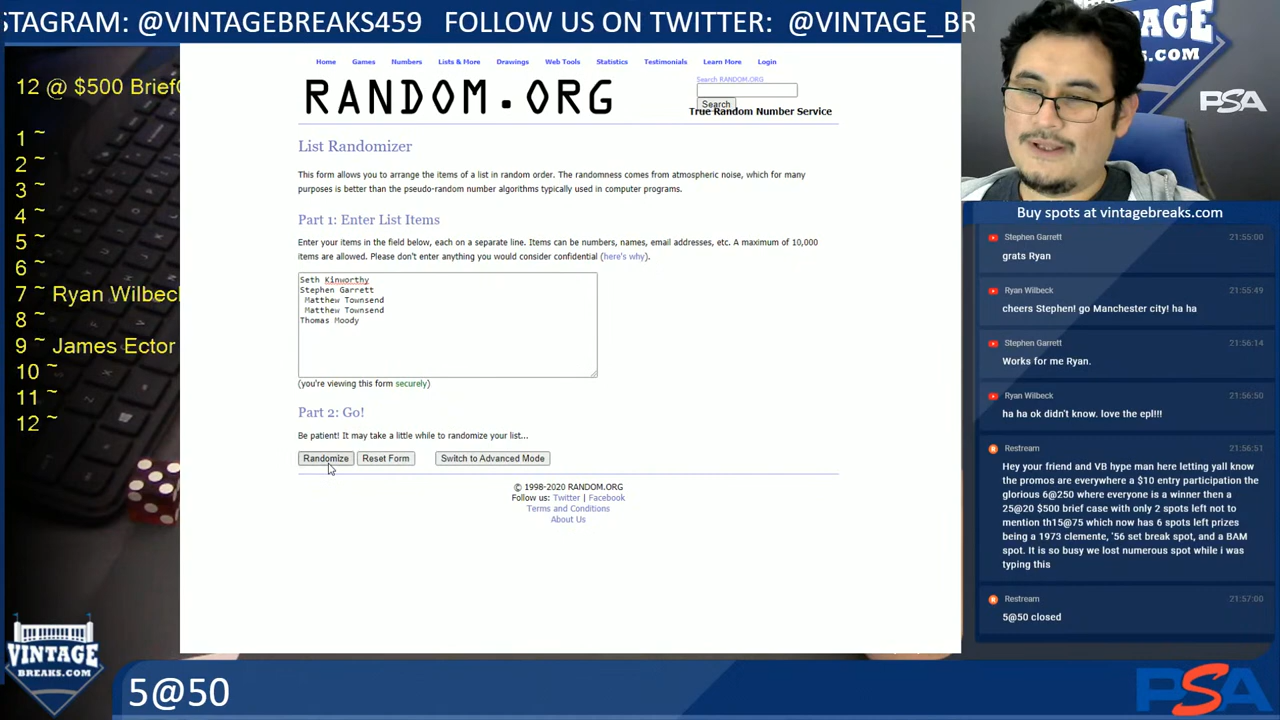 STAGRAM: @VINTAGEBREAKS459 FOLLOW US ON TWITTER: @VINTAGE_BR
12 @ $500 Brief
1 ~
2 ~
3 ~
4 ~
5 ~
6 ~
7 ~ Ryan Wilbeck
8 ~
9 ~ James Ector
10 ~
11 ~
12 ~
VINTAGE
BREAKS.COM
Home Games Numbers Lists & More Drawings Web Tools Statistics Testimonials Learn More Login
RANDOM.ORG
Search RANDOM.ORG
Search
True Random Number Service
List Randomizer
This form allows you to arrange the items of a list in random order. The randomness comes from atmospheric noise, which for many
purposes is better than the pseudo-random number algorithms typically used in computer programs.
Part 1: Enter List Items
Enter your items in the field below, each on a separate line. Items can be numbers, names, email addresses, etc. A maximum of 10,000
items are allowed. Please don't enter anything you would consider confidential (here's why).
Seth Kinworthy
Stephen Garrett
Matthew Townsend
Matthew Townsend
Thomas Moody
(you're viewing this form securely)
Part 2: Go!
Be patient! It may take a little while to randomize your list...
Randomize Reset Form Switch to Advanced Mode
© 1998-2020 RANDOM.ORG
Follow us: Twitter | Facebook
Terms and Conditions
About Us
VINTAGE
BREAKS.COM
PSA
Buy spots at vintagebreaks.com
Stephen Garrett 21:55:00
grats Ryan
Ryan Wilbeck 21:55:49
cheers Stephen! go Manchester city! ha ha
Stephen Garrett 21:56:14
Works for me Ryan.
Ryan Wilbeck 21:56:50
ha ha ok didn't know. love the epl!!!
Restream 21:56:51
Hey your friend and VB hype man here letting yall know
the promos are everywhere a $10 entry participation the
glorious 6@250 where everyone is a winner then a
25@20 $500 brief case with only 2 spots left not to
mention th15@75 which now has 6 spots left prizes
being a 1973 clemente, '56 set break spot, and a BAM
spot. It is so busy we lost numerous spot while i was
typing this
Restream 21:57:00
5@50 closed
5@50
PSA